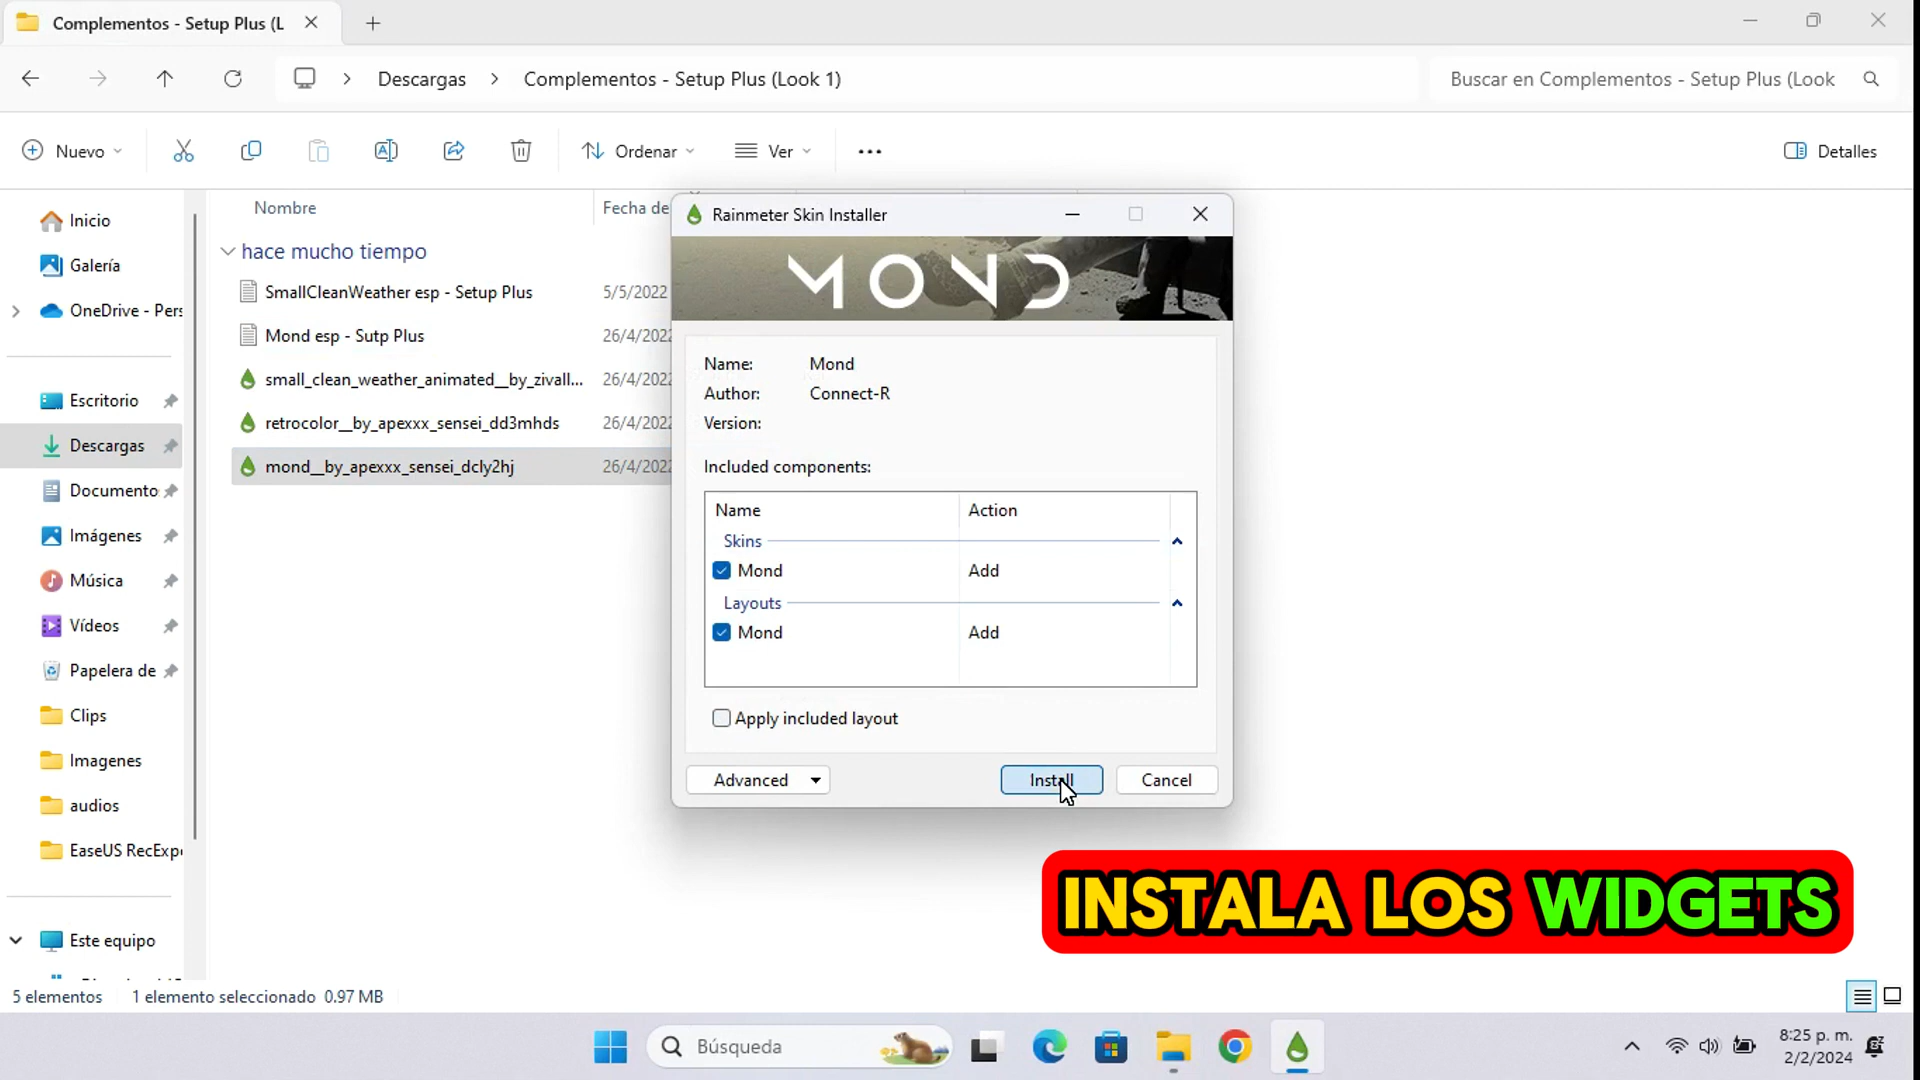 Complementos - Setup Plus (L
Descargas
Complementos - Setup Plus (Look 1)
Buscar en Complementos - Setup Plus (Look
Nuevo
Ordenar
Ver
Detalles
Inicio
Galería
OneDrive - Pers
Escritorio
Descargas
Documento
Imágenes
Música
Vídeos
Papelera de
Clips
Imagenes
audios
EaseUS RecExp
Este equipo
Nombre
Fecha de
hace mucho tiempo
SmallCleanWeather esp - Setup Plus 5/5/2022
Mond esp - Sutp Plus 26/4/2022
small_clean_weather_animated__by_zivall... 26/4/2022
retrocolor__by_apexxx_sensei_dd3mhds 26/4/2022
mond__by_apexxx_sensei_dcly2hj 26/4/2022
Rainmeter Skin Installer
MOND
Name: Mond
Author: Connect-R
Version:
Included components:
Name Action
Skins
Mond Add
Layouts
Mond Add
Apply included layout
Advanced
Install
Cancel
INSTALA LOS WIDGETS
5 elementos 1 elemento seleccionado 0.97 MB
Búsqueda
8:25 p. m.
2/2/2024